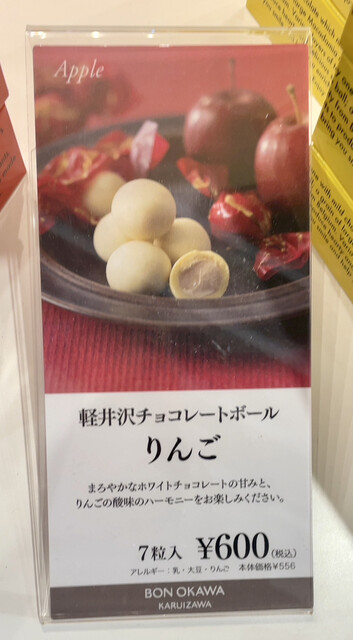 Apple
軽井沢チョコレートボール
りんご
まろやかなホワイトチョコレートの甘みと、
りんごの酸味のハーモニーをお楽しみください。
7粒入 ¥600(税込)
アレルギー：乳・大豆・りんご 本体価格¥556
BON OKAWA
KARUIZAWA